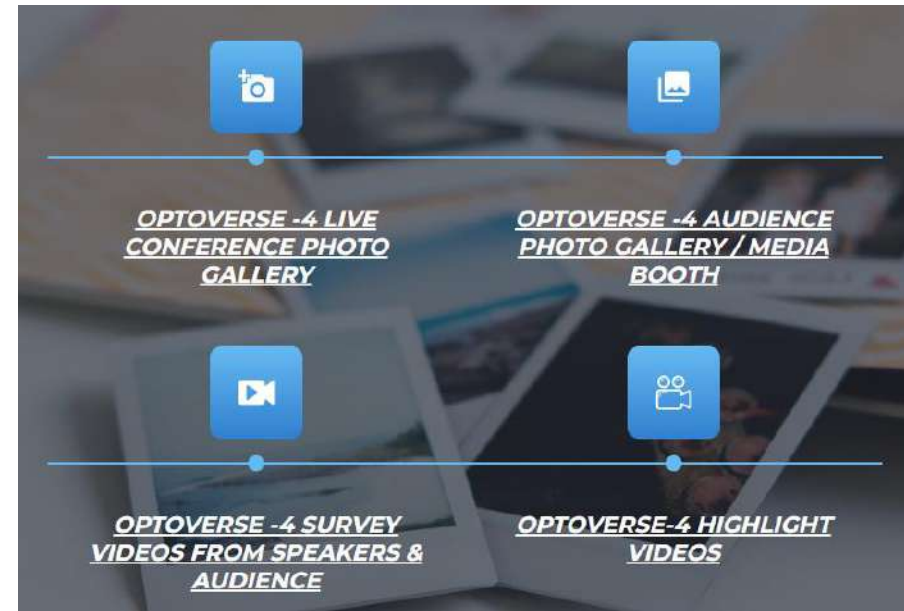 OPTOVERSE -4 LIVE
CONFERENCE PHOTO
GALLERY
OPTOVERSE -4 AUDIENCE
PHOTO GALLERY / MEDIA
BOOTH
OPTOVERSE -4 SURVEY
VIDEOS FROM SPEAKERS &
AUDIENCE
OPTOVERSE-4 HIGHLIGHT
VIDEOS